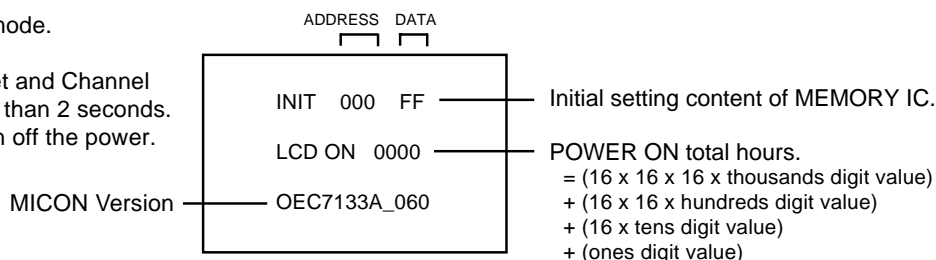 node.
t and Channel
than 2 seconds.
off the power.
ADDRESS DATA
INIT 000 FF
LCD ON 0000
OEC7133A_060
MICON Version
Initial setting content of MEMORY IC.
POWER ON total hours.
= (16 x 16 x 16 x thousands digit value)
+ (16 x 16 x hundreds digit value)
+ (16 x tens digit value)
+ (ones digit value)